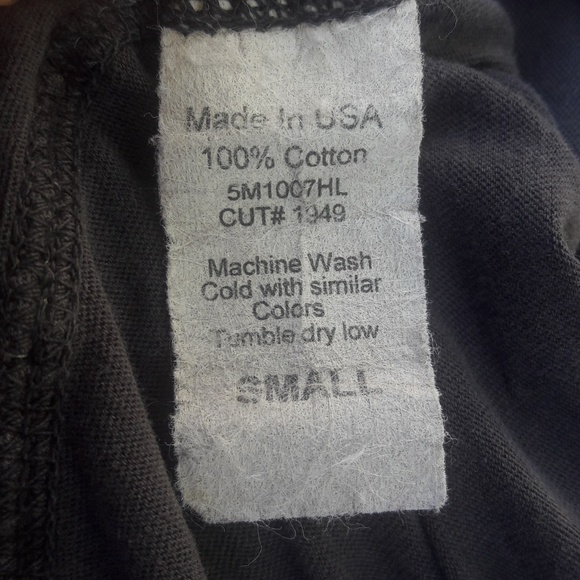 Made In USA
100% Cotton
5M1007HL
CUT# 1949
Machine Wash
Cold with similar
Colors
Tumble dry low
SMALL